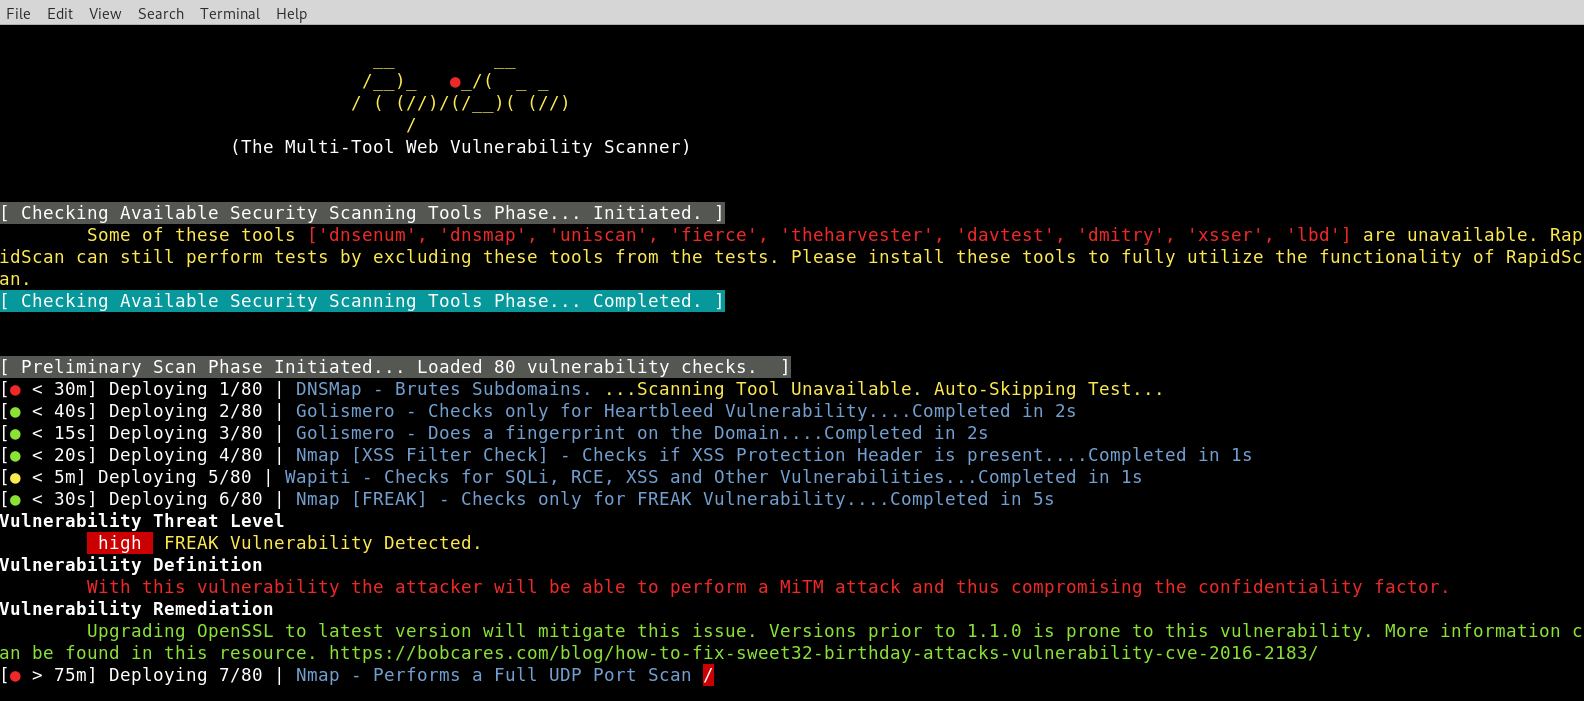 File Edit View Search Terminal Help
                                  __         __
                                 /__)_   ●_/(  _ _
                                / ( (//)/(/__)( (//)
                                     /
                     (The Multi-Tool Web Vulnerability Scanner)
[ Checking Available Security Scanning Tools Phase... Initiated. ]
        Some of these tools ['dnsenum', 'dnsmap', 'uniscan', 'fierce', 'theharvester', 'davtest', 'dmitry', 'xsser', 'lbd'] are unavailable. Rap
idScan can still perform tests by excluding these tools from the tests. Please install these tools to fully utilize the functionality of RapidSc
an.
[ Checking Available Security Scanning Tools Phase... Completed. ]
[ Preliminary Scan Phase Initiated... Loaded 80 vulnerability checks.  ]
[● < 30m] Deploying 1/80 | DNSMap - Brutes Subdomains. ...Scanning Tool Unavailable. Auto-Skipping Test...
[● < 40s] Deploying 2/80 | Golismero - Checks only for Heartbleed Vulnerability....Completed in 2s
[● < 15s] Deploying 3/80 | Golismero - Does a fingerprint on the Domain....Completed in 2s
[● < 20s] Deploying 4/80 | Nmap [XSS Filter Check] - Checks if XSS Protection Header is present....Completed in 1s
[● < 5m] Deploying 5/80 | Wapiti - Checks for SQLi, RCE, XSS and Other Vulnerabilities...Completed in 1s
[● < 30s] Deploying 6/80 | Nmap [FREAK] - Checks only for FREAK Vulnerability....Completed in 5s
Vulnerability Threat Level
         high  FREAK Vulnerability Detected.
Vulnerability Definition
        With this vulnerability the attacker will be able to perform a MiTM attack and thus compromising the confidentiality factor.
Vulnerability Remediation
        Upgrading OpenSSL to latest version will mitigate this issue. Versions prior to 1.1.0 is prone to this vulnerability. More information c
an be found in this resource. https://bobcares.com/blog/how-to-fix-sweet32-birthday-attacks-vulnerability-cve-2016-2183/
[● > 75m] Deploying 7/80 | Nmap - Performs a Full UDP Port Scan /